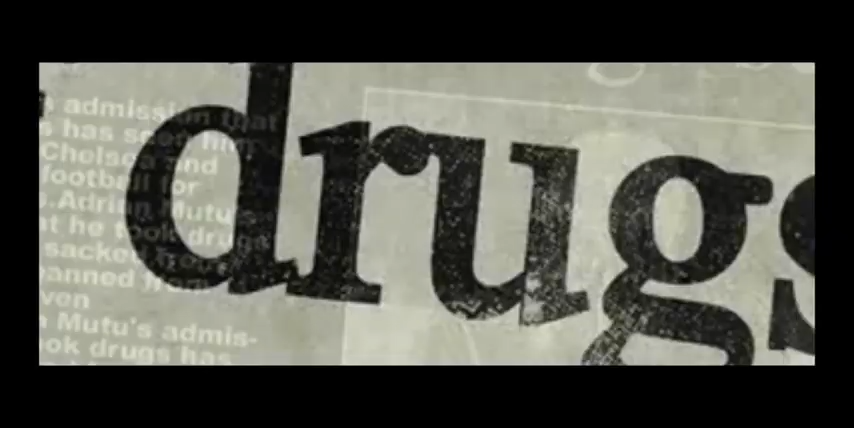 drugs
admission that
has seen him
Chelsea and
football for
.Adrian Mutu's
at he took drugs
sacked from
banned from
ven
Mutu's admis-
ook drugs has